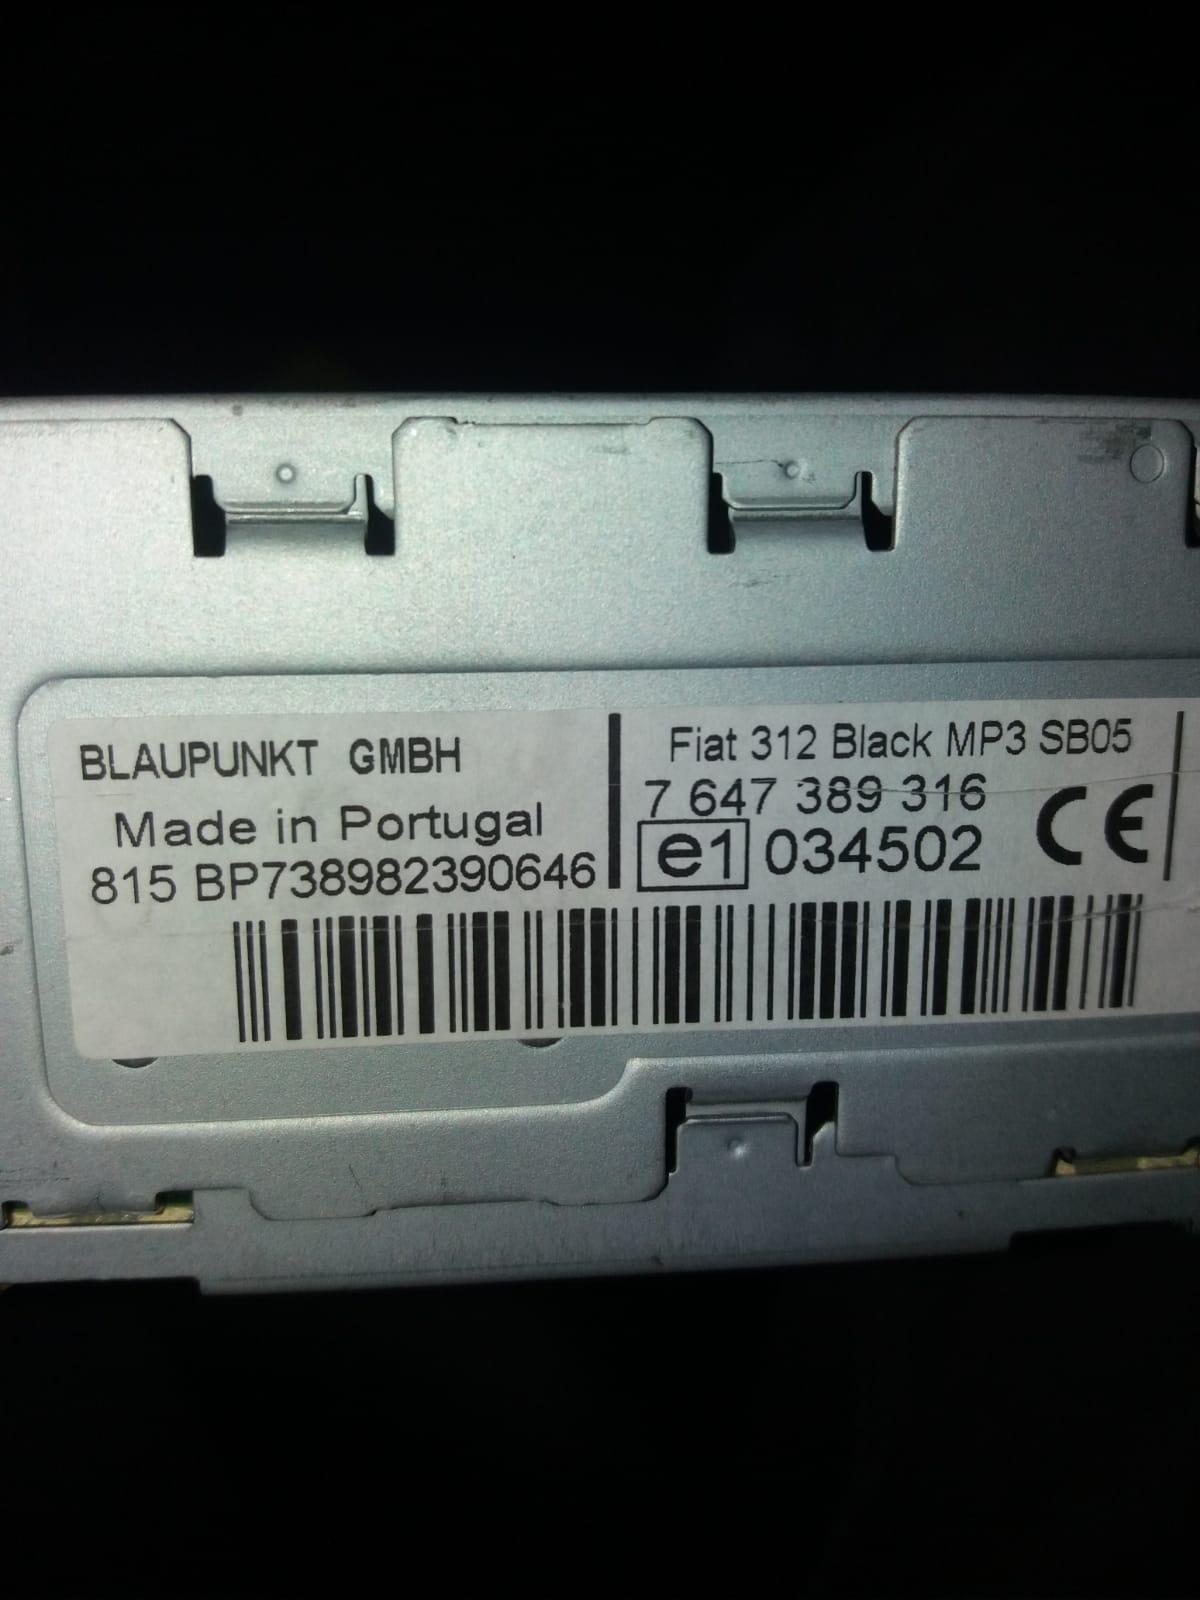 BLAUPUNKT GMBH
Made in Portugal
815 BP738982390646
Fiat 312 Black MP3 SB05
7 647 389 316
e1 034502 CE